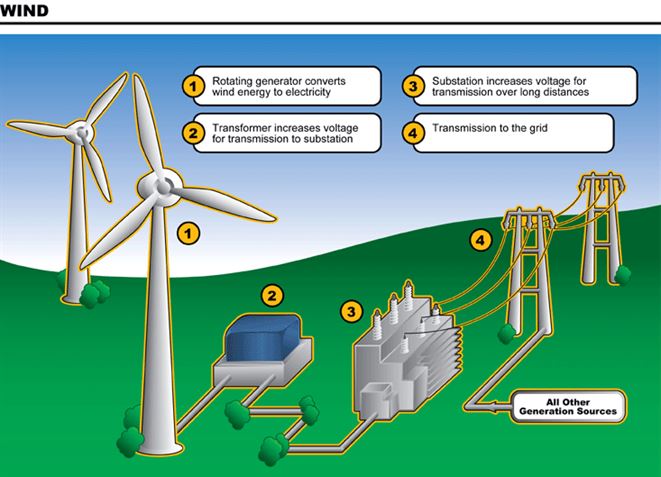 WIND
1 Rotating generator converts
wind energy to electricity
2 Transformer increases voltage
for transmission to substation
3 Substation increases voltage for
transmission over long distances
4 Transmission to the grid
1
2
3
4
All Other
Generation Sources